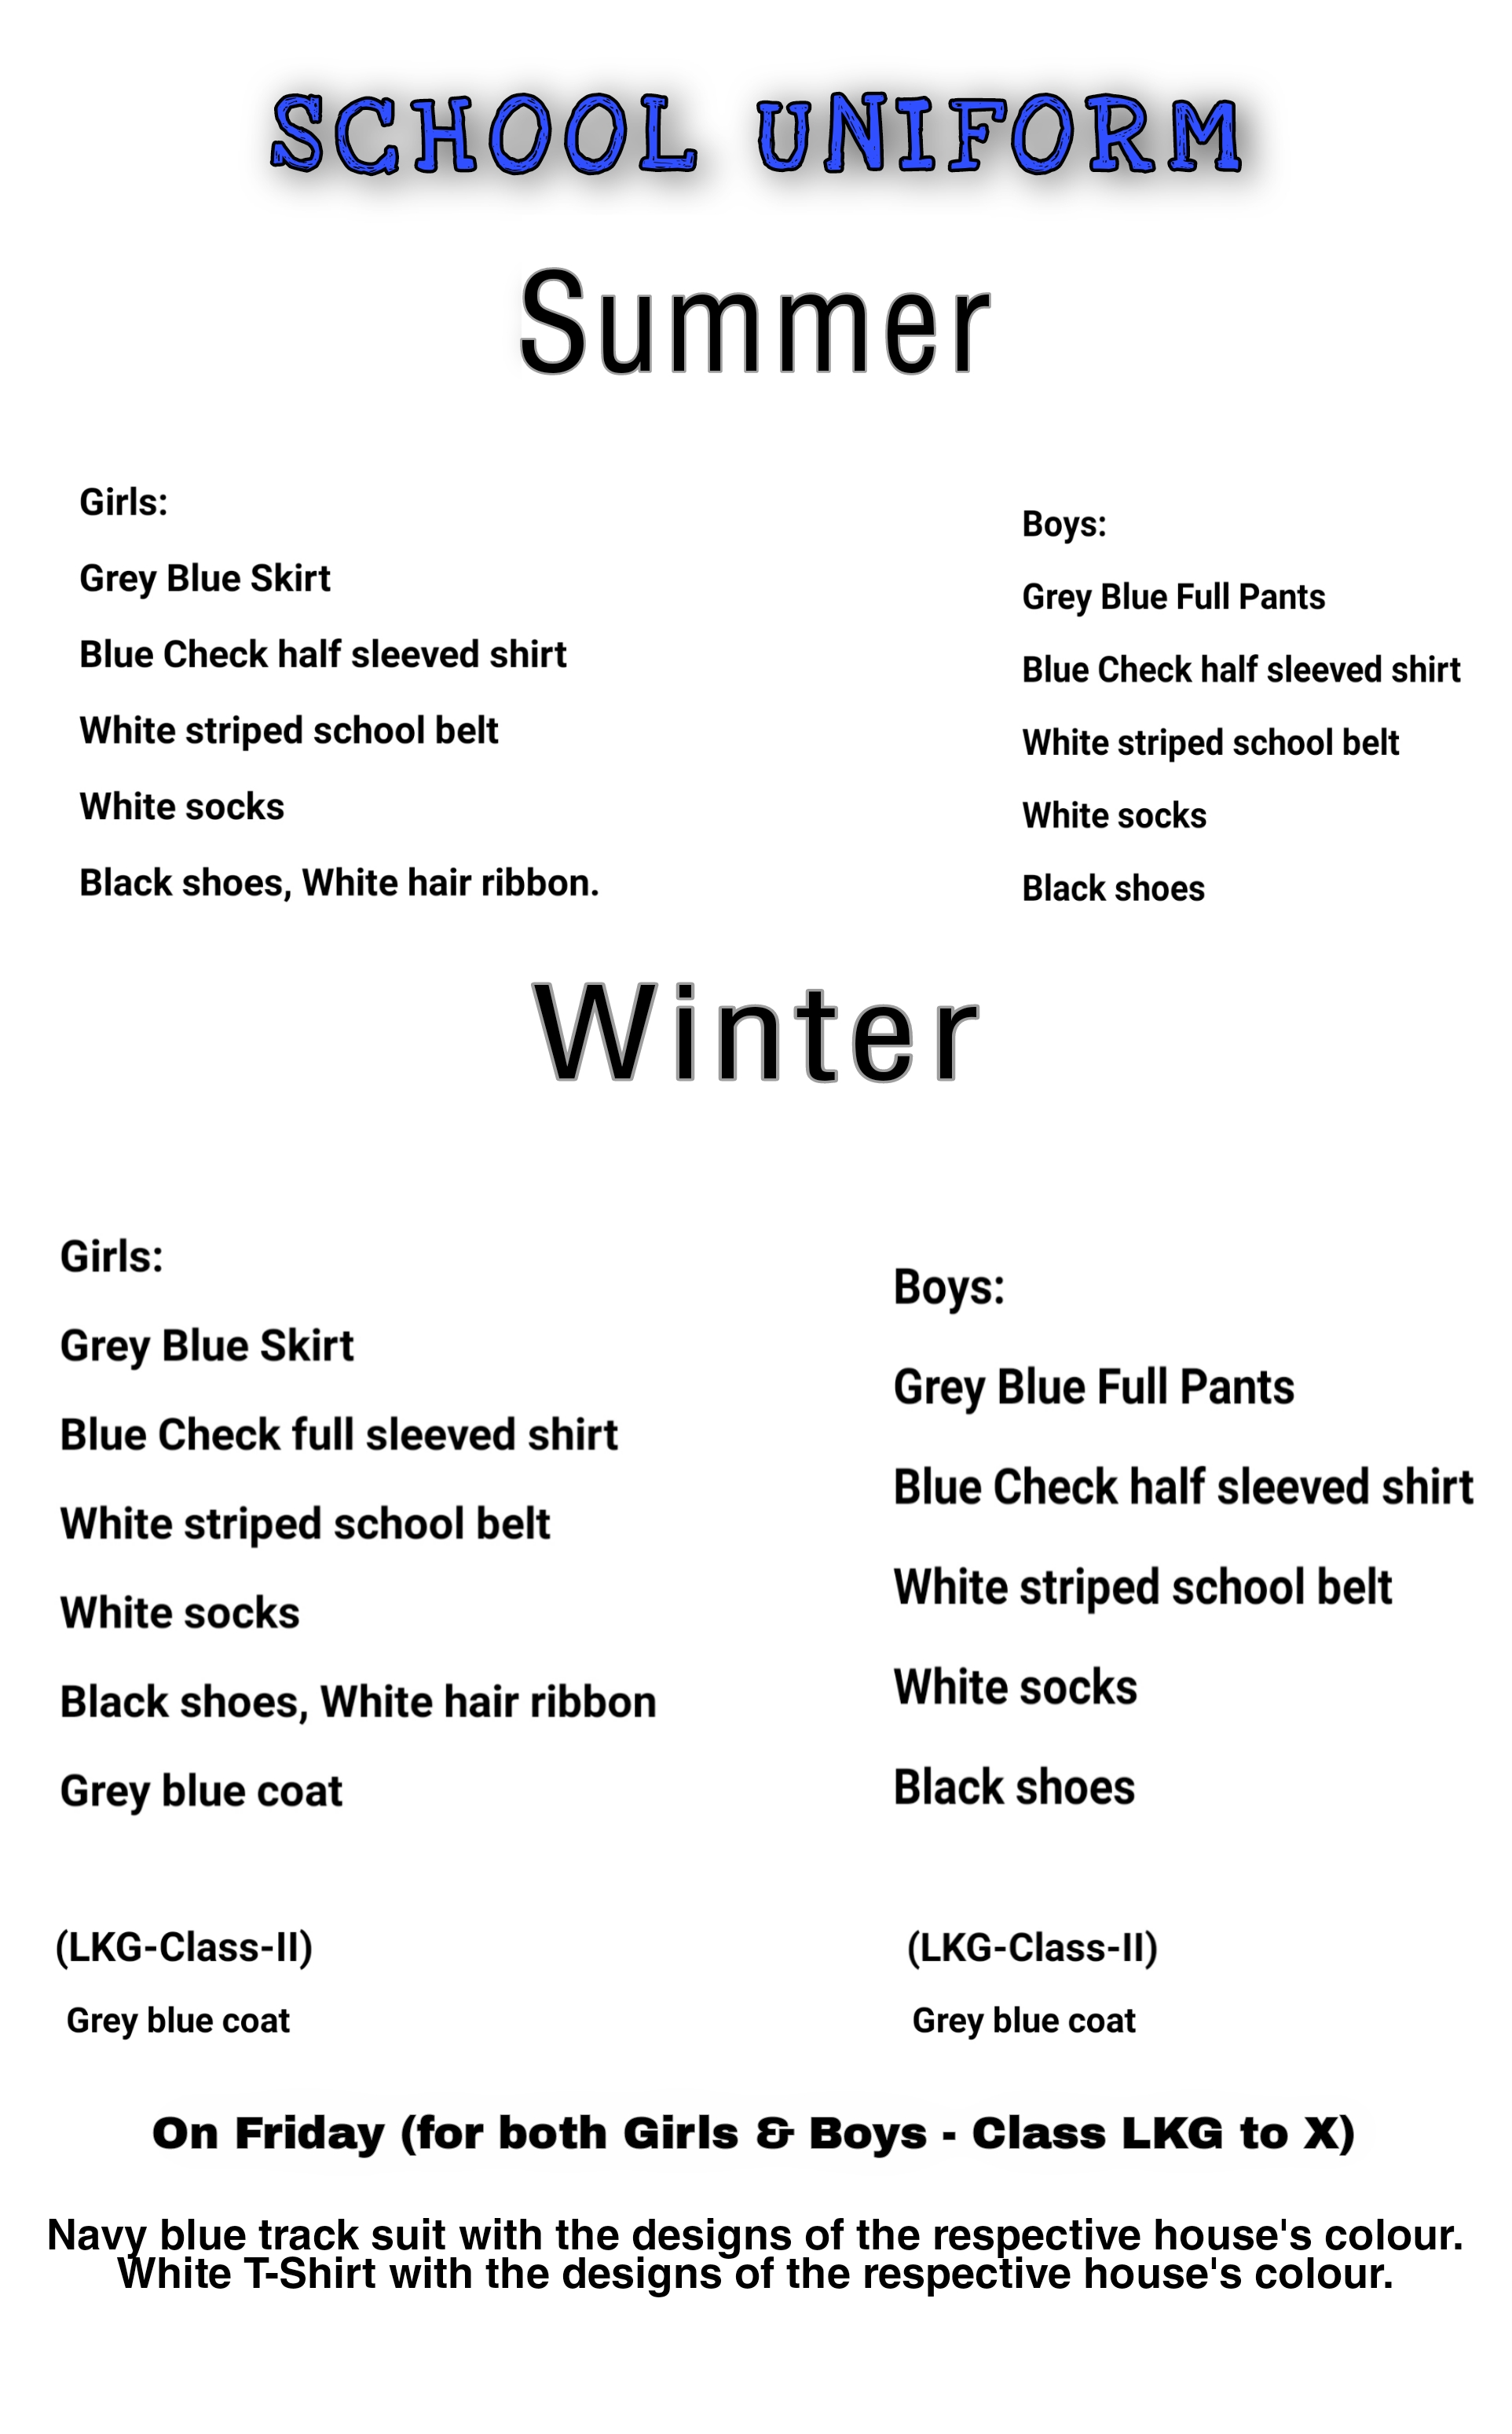 SCHOOL UNIFORM
Summer
Girls:
Grey Blue Skirt
Blue Check half sleeved shirt
White striped school belt
White socks
Black shoes, White hair ribbon.
Boys:
Grey Blue Full Pants
Blue Check half sleeved shirt
White striped school belt
White socks
Black shoes
Winter
Girls:
Grey Blue Skirt
Blue Check full sleeved shirt
White striped school belt
White socks
Black shoes, White hair ribbon
Grey blue coat
(LKG-Class-II)
Grey blue coat
Boys:
Grey Blue Full Pants
Blue Check half sleeved shirt
White striped school belt
White socks
Black shoes
(LKG-Class-II)
Grey blue coat
On Friday (for both Girls & Boys - Class LKG to X)
Navy blue track suit with the designs of the respective house's colour.
White T-Shirt with the designs of the respective house's colour.